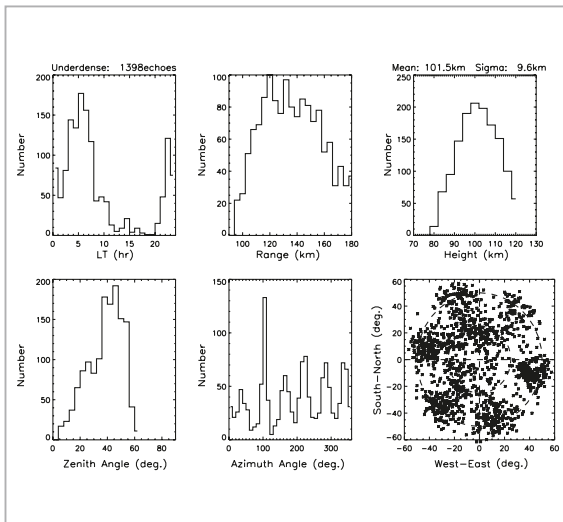 Underdense: 1398echoes
Mean: 101.5km Sigma: 9.6km
200
150
100
50
0
Number
0 5 10 15 20
LT (hr)
100
80
60
40
20
0
Number
100 120 140 160 180
Range (km)
250
200
150
100
50
0
Number
70 80 90 100 110 120 130
Height (km)
200
150
100
50
0
Number
0 20 40 60 80
Zenith Angle (deg.)
150
100
50
0
Number
0 100 200 300
Azimuth Angle (deg.)
60
40
20
0
-20
-40
-60
South-North (deg.)
-60 -40 -20 0 20 40 60
West-East (deg.)